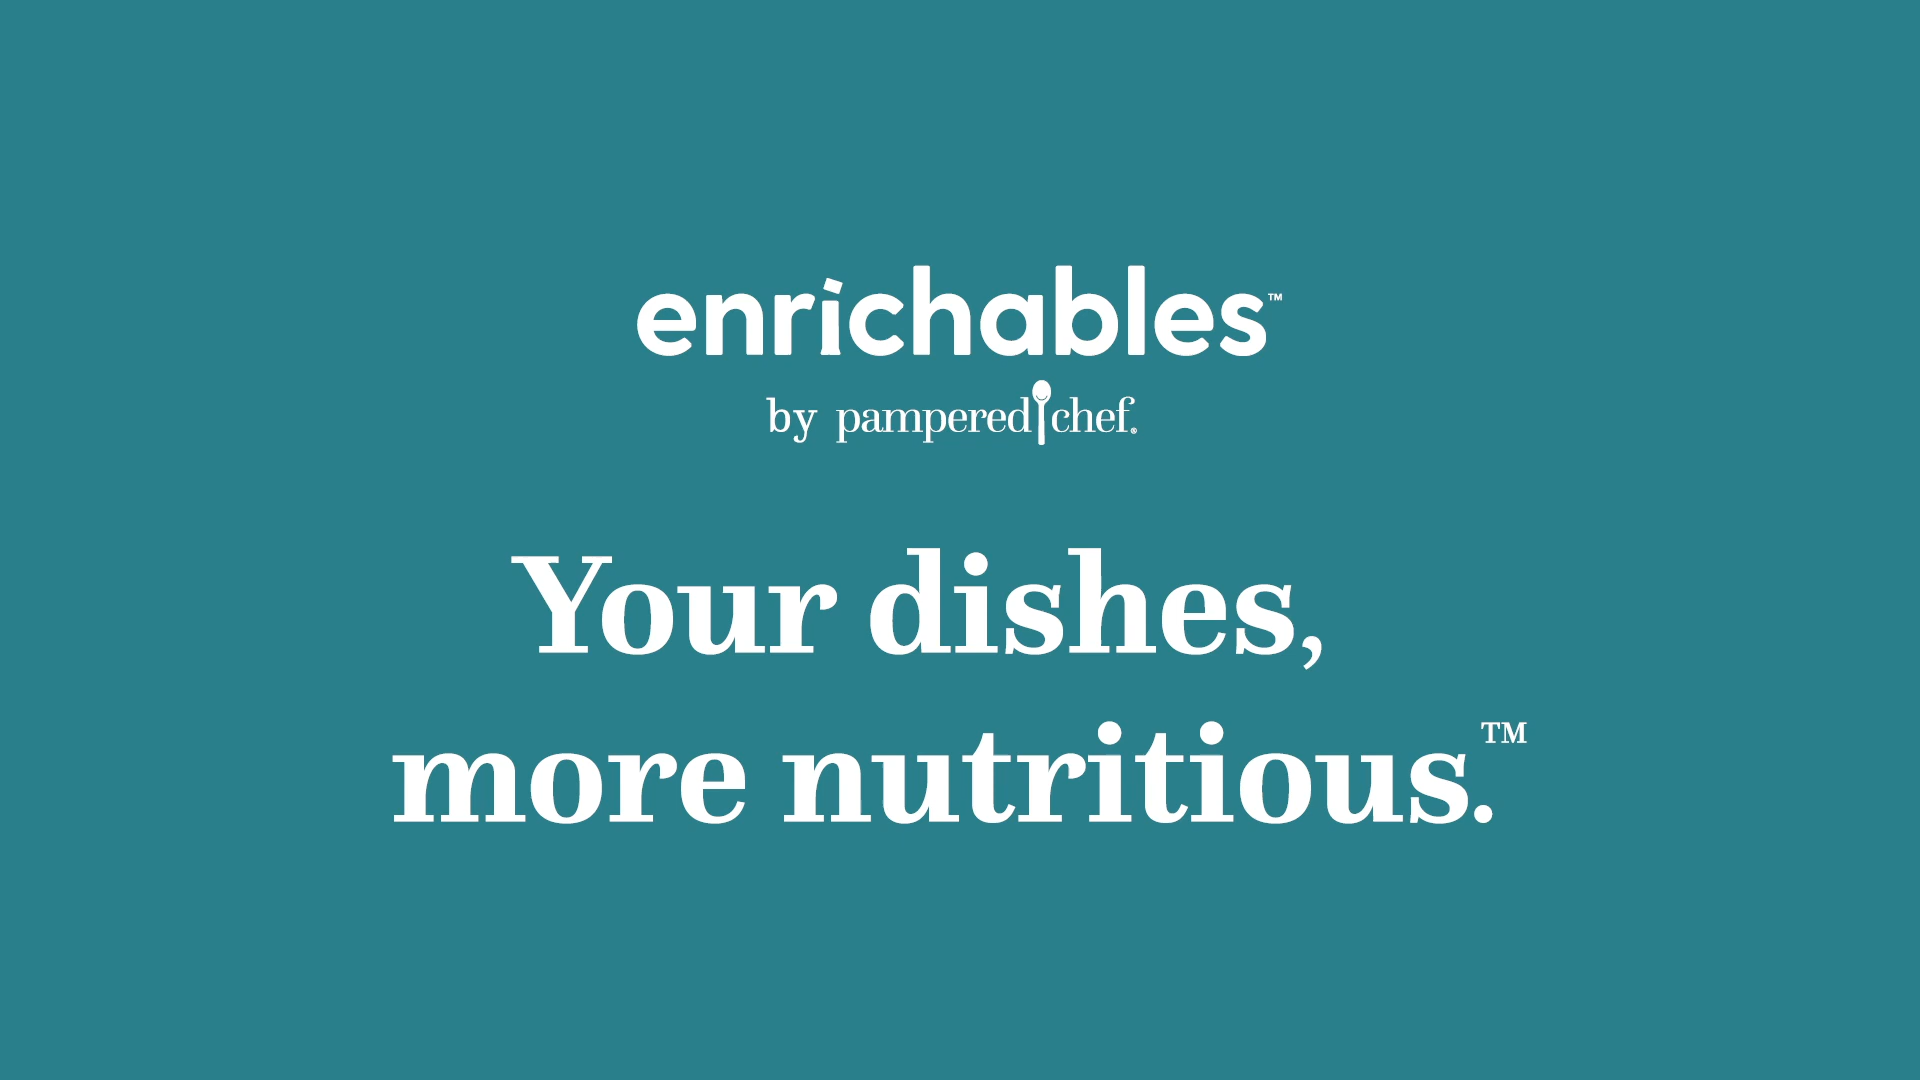 enrichables™
by pampered chef®
Your dishes,
more nutritious.™